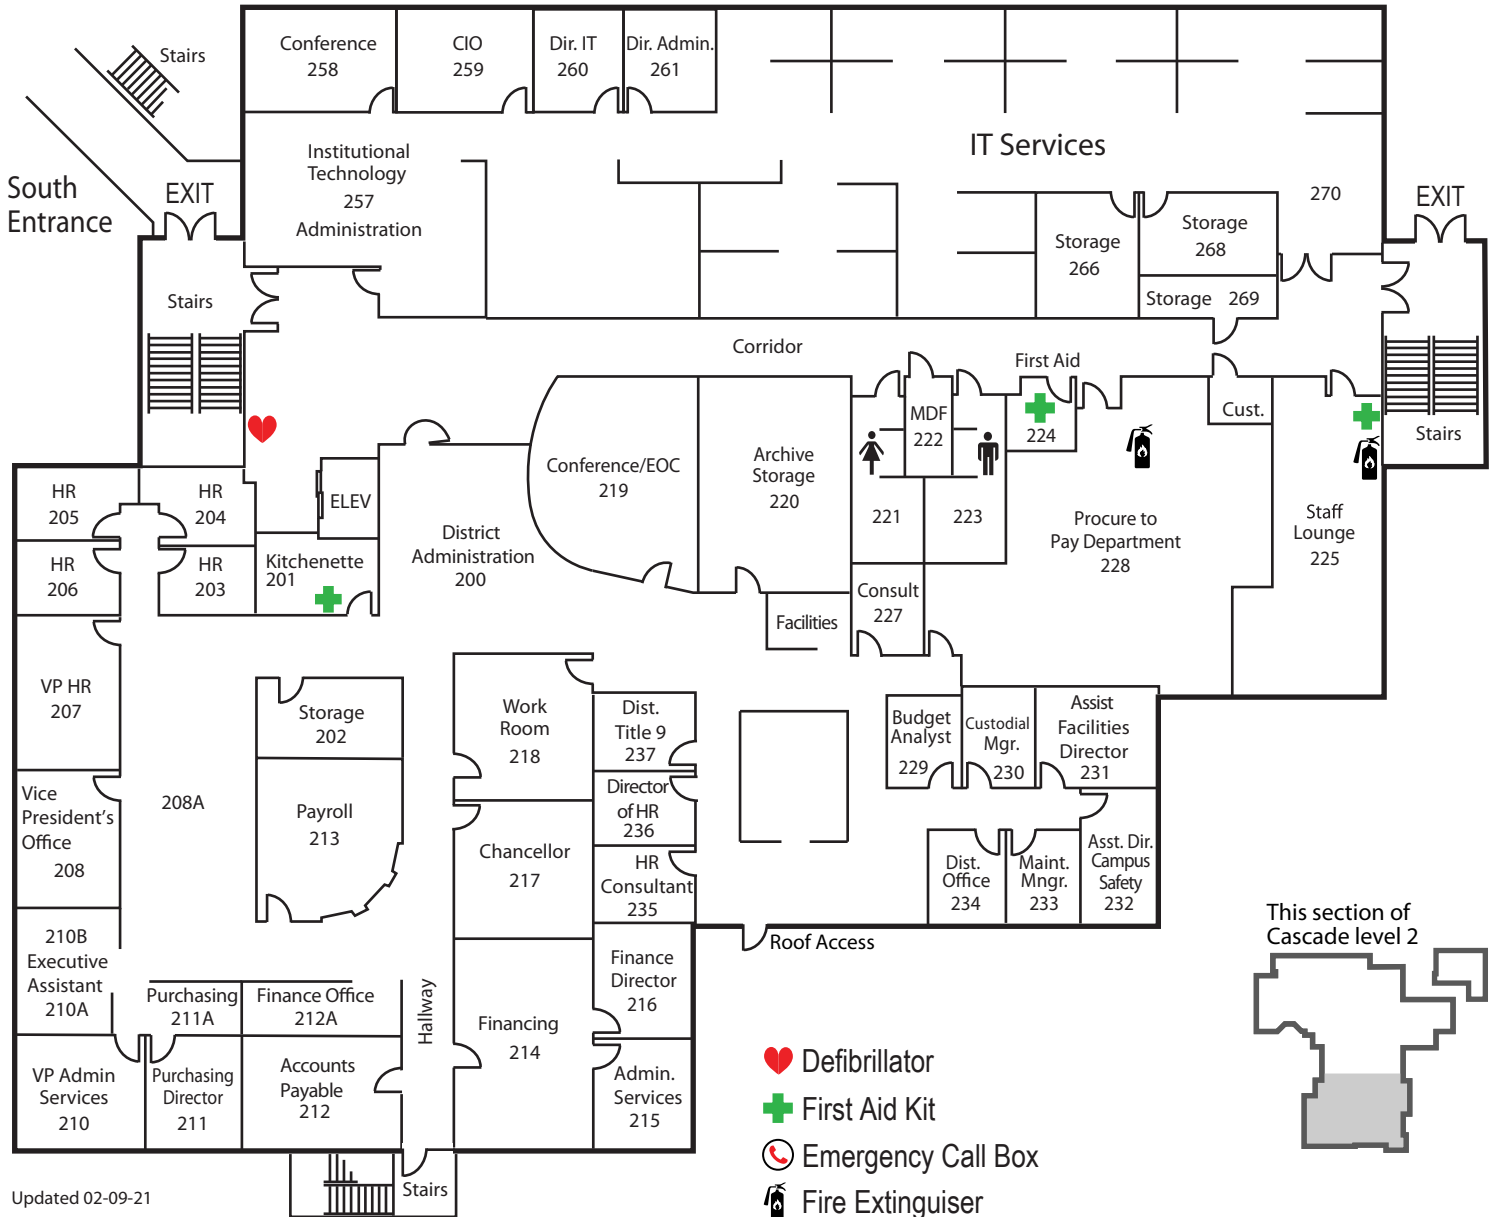 Stairs
South
Entrance
EXIT
Conference
258
CIO
259
Dir. IT
260
Dir. Admin.
261
IT Services
Institutional
Technology
257
Administration
270
EXIT
Storage
266
Storage
268
Storage 269
Stairs
Corridor
First Aid
224
MDF
222
Cust.
Stairs
Conference/EOC
219
Archive
Storage
220
221
223
Procure to
Pay Department
228
Staff
Lounge
225
HR
205
HR
204
ELEV
HR
206
HR
203
Kitchenette
201
District
Administration
200
Consult
227
Facilities
VP HR
207
Storage
202
Work
Room
218
Dist.
Title 9
237
Budget
Analyst
229
Custodial
Mgr.
230
Assist
Facilities
Director
231
Vice
President’s
Office
208
208A
Payroll
213
Director
of HR
236
Chancellor
217
HR
Consultant
235
Dist.
Office
234
Maint.
Mngr.
233
Asst. Dir.
Campus
Safety
232
210B
Executive
Assistant
210A
Purchasing
211A
Finance Office
212A
Hallway
Financing
214
Finance
Director
216
Roof Access
VP Admin
Services
210
Purchasing
Director
211
Accounts
Payable
212
Admin.
Services
215
Stairs
This section of
Cascade level 2
Defibrillator
First Aid Kit
Emergency Call Box
Fire Extinguiser
Updated 02-09-21